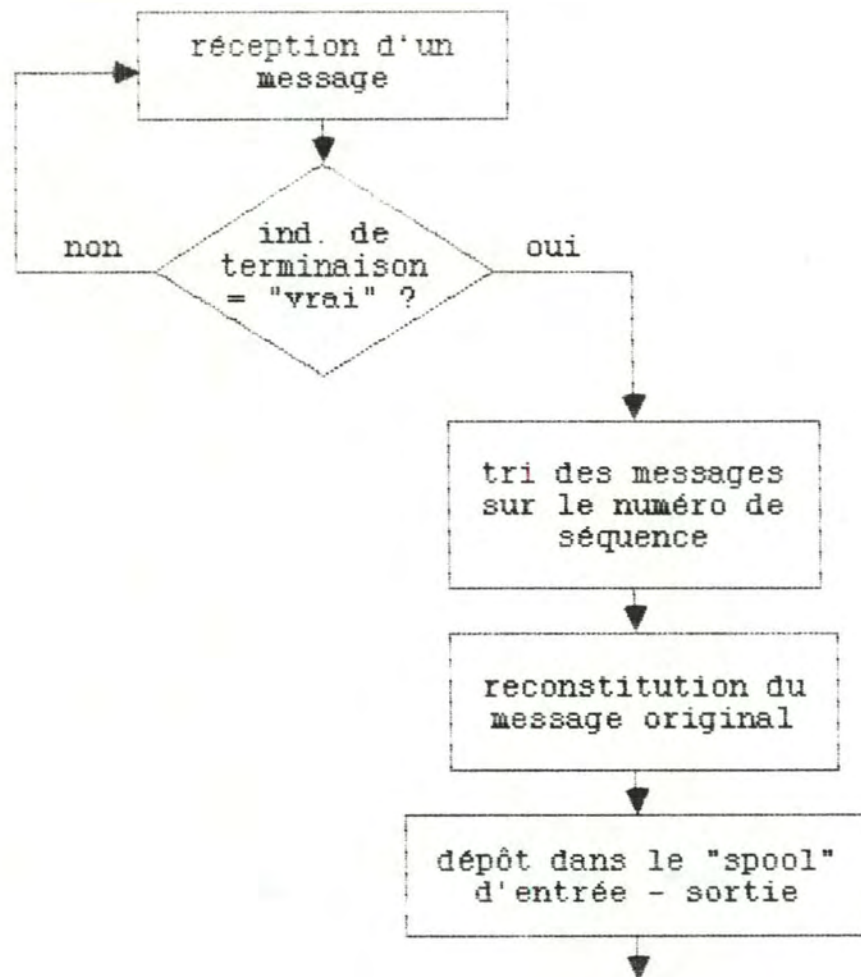 réception d'un
message
non
ind. de
terminaison
= "vrai" ?
oui
tri des messages
sur le numéro de
séquence
reconstitution du
message original
dépôt dans le "spool"
d'entrée - sortie